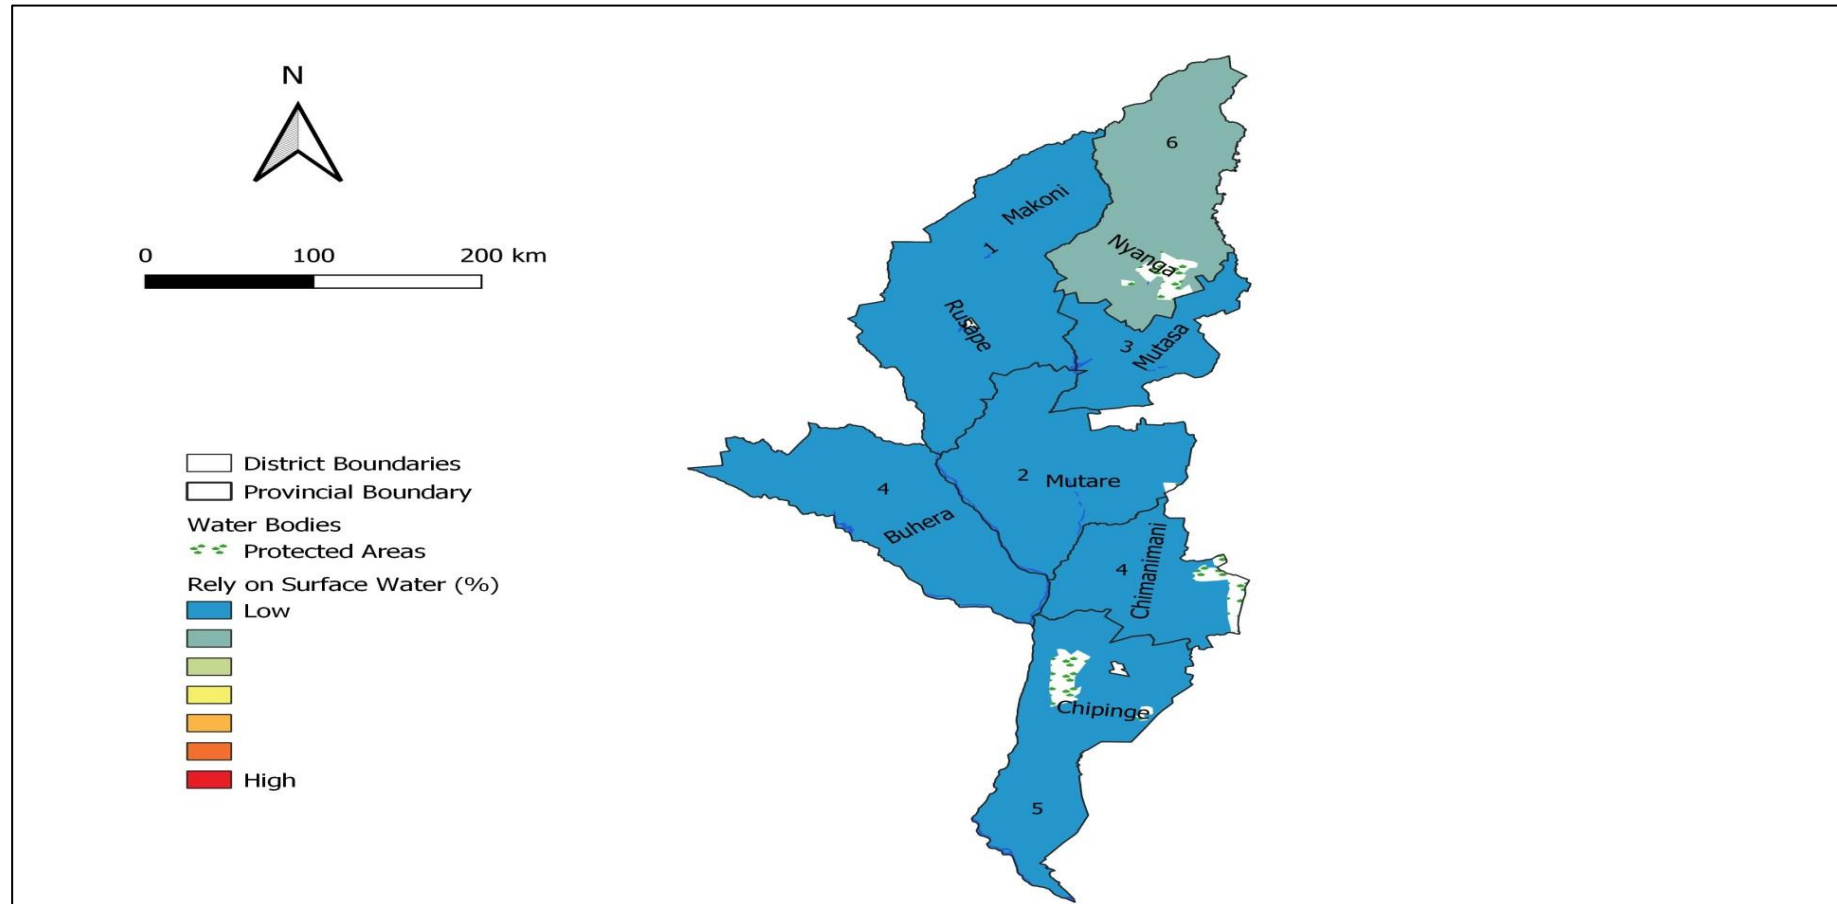 N
0 100 200 km
District Boundaries
Provincial Boundary
Water Bodies
Protected Areas
Rely on Surface Water (%)
Low
High
6
Makoni
1
Nyanga
Rusape
3
Mutasa
2
Mutare
4
Buhera
4
Chimanimani
Chipinge
5